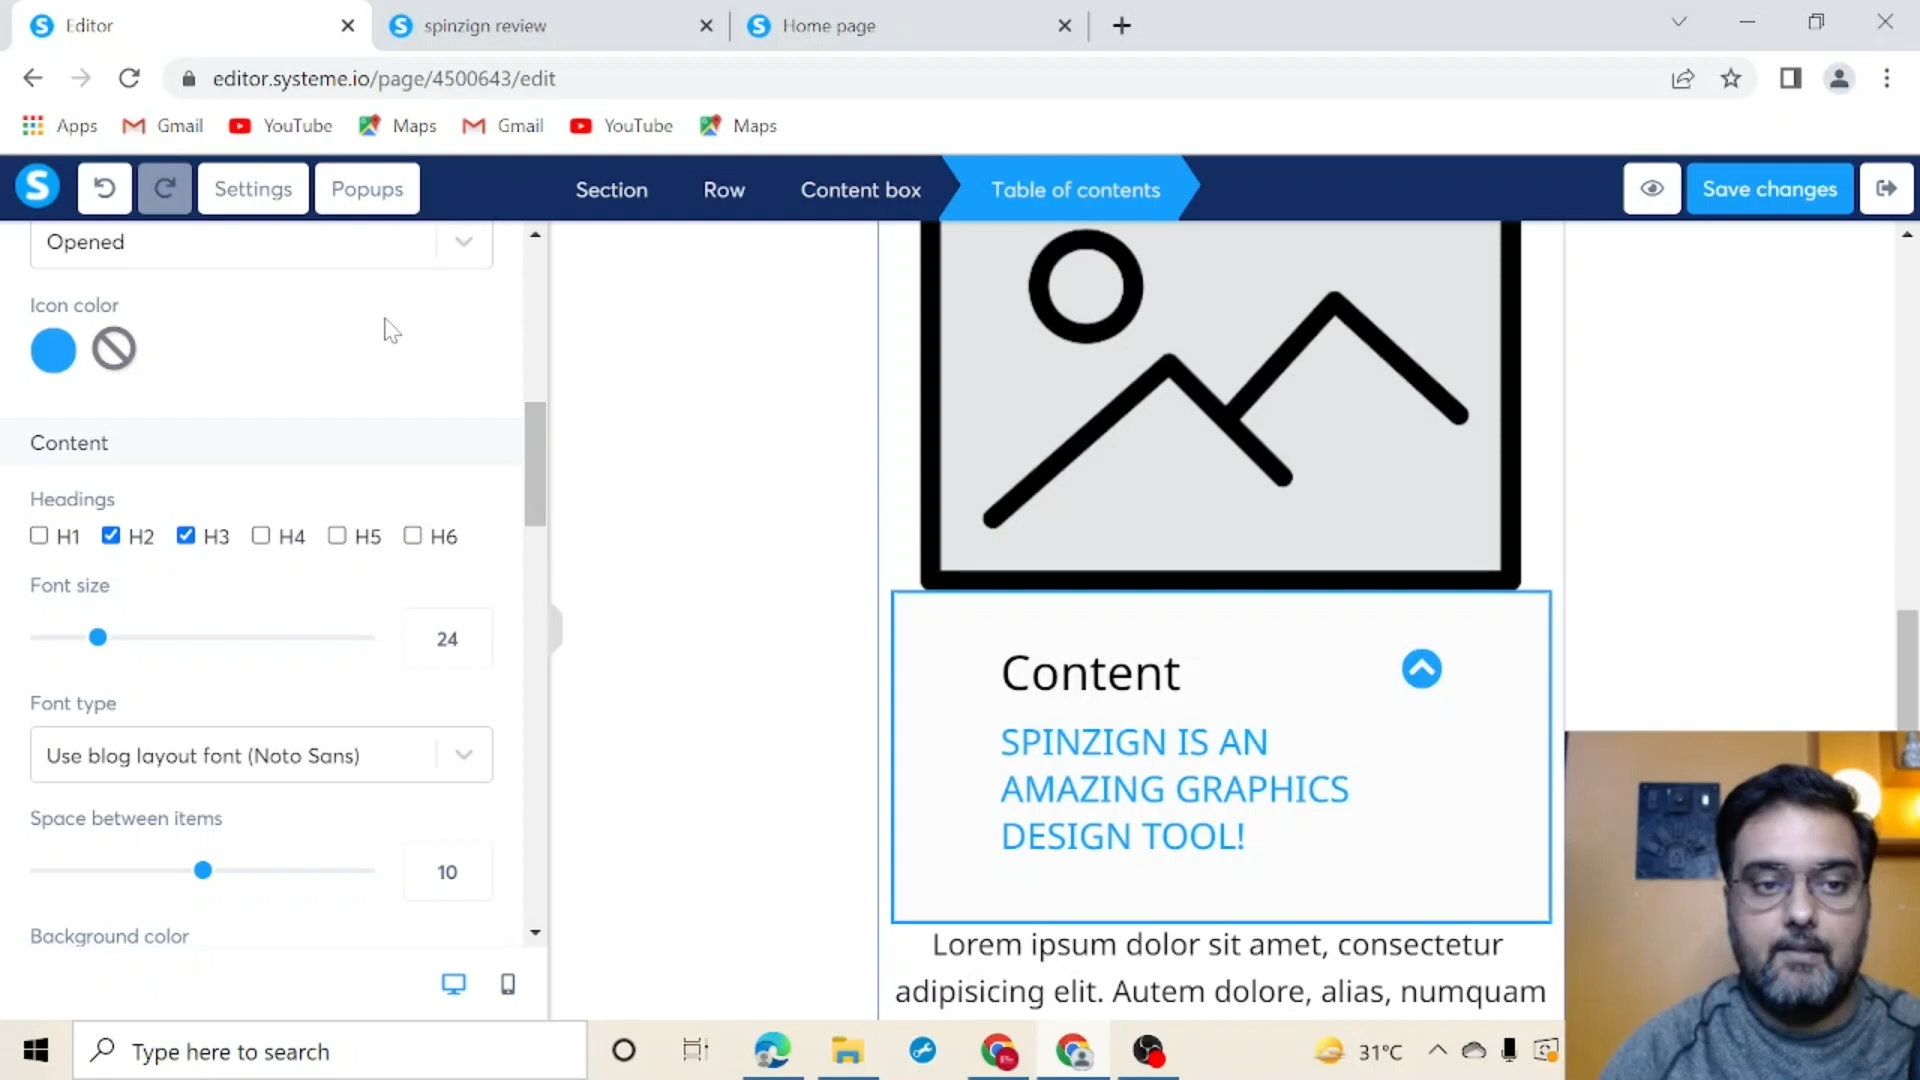 Editor
spinzign review
Home page
editor.systeme.io/page/4500643/edit
Apps
Gmail
YouTube
Maps
Gmail
YouTube
Maps
S
Settings
Popups
Section
Row
Content box
Table of contents
Save changes
Opened
Icon color
Content
Headings
H1
H2
H3
H4
H5
H6
Font size
24
Font type
Use blog layout font (Noto Sans)
Space between items
10
Background color
Content
SPINZIGN IS AN
AMAZING GRAPHICS
DESIGN TOOL!
Lorem ipsum dolor sit amet, consectetur
adipisicing elit. Autem dolore, alias, numquam
Type here to search
31°C